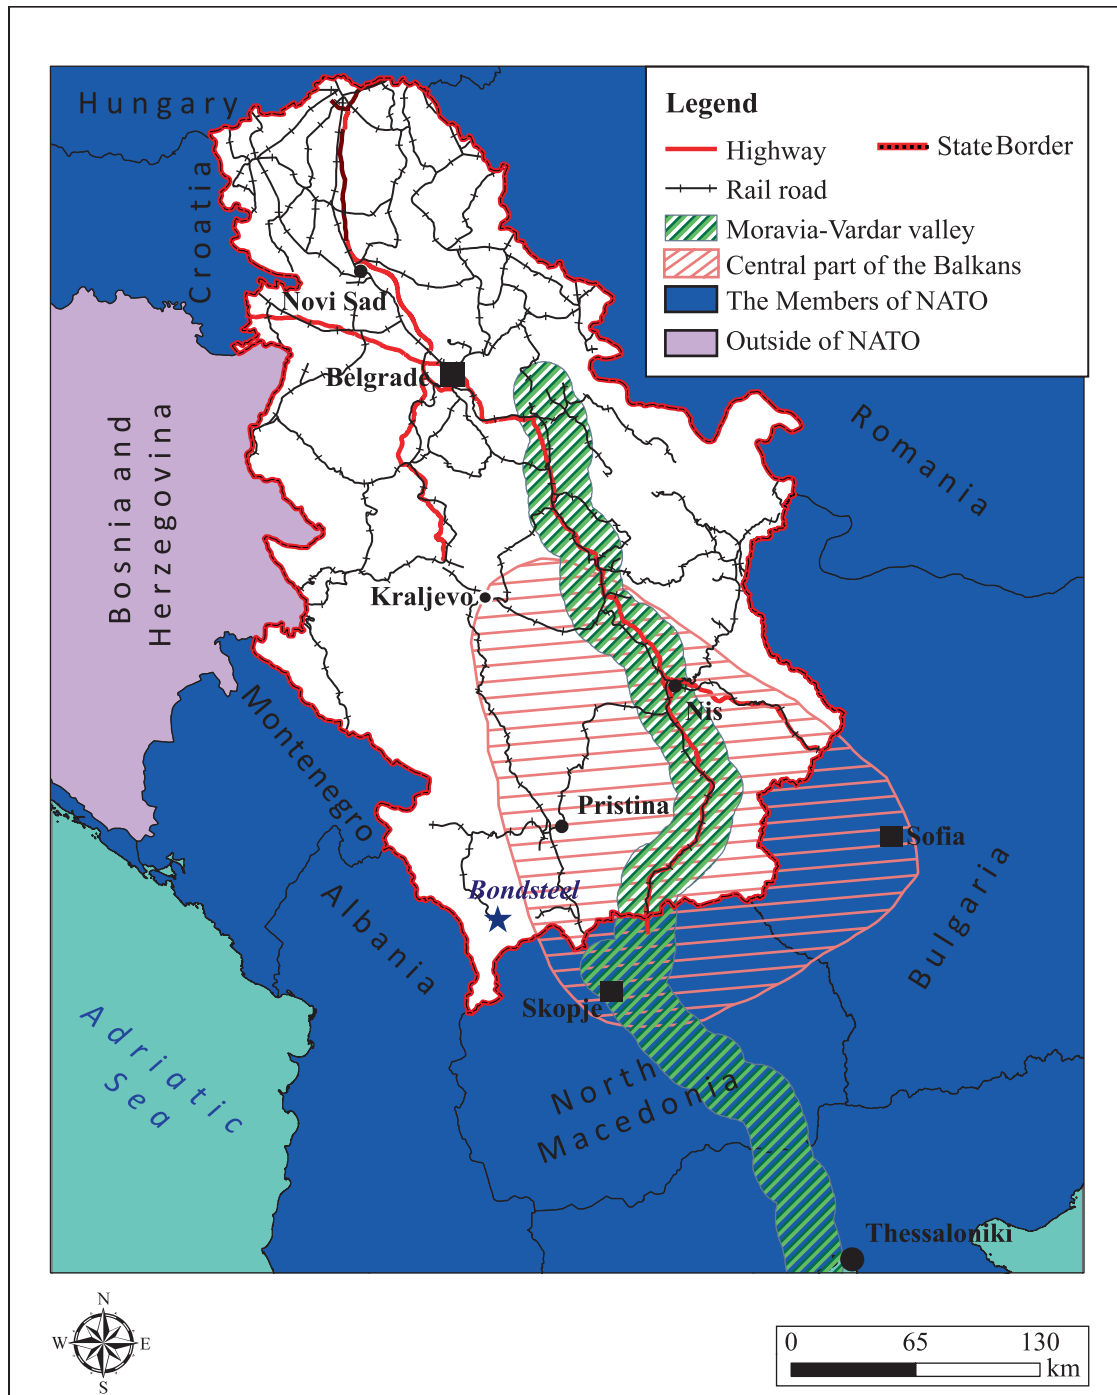 Hungary
Croatia
Legend
Highway
State Border
Rail road
Moravia-Vardar valley
Central part of the Balkans
The Members of NATO
Outside of NATO
Novi Sad
Belgrade
Romania
Bosnia and
Herzegovina
Kraljevo
Nis
Montenegro
Pristina
Sofia
Bondsteel
Albania
Bulgaria
Skopje
Adriatic
Sea
North
Macedonia
Thessaloniki
N
W E
S
0 65 130
km